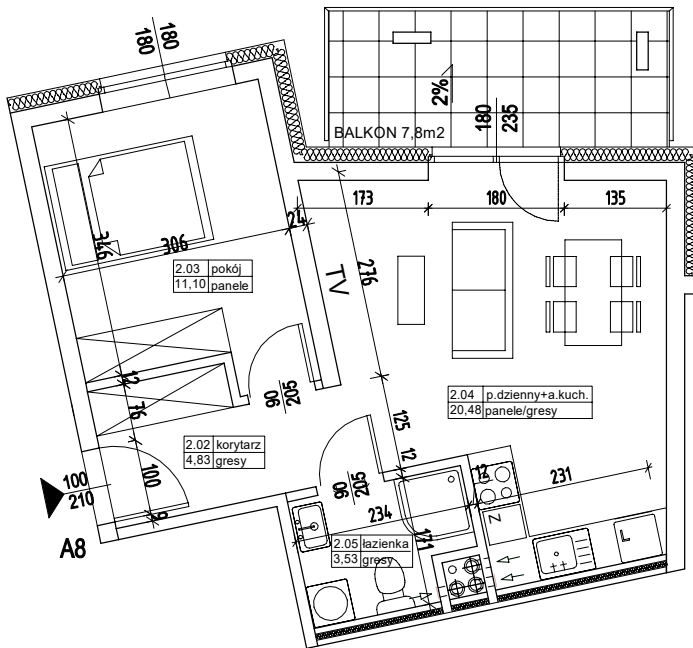 180
180
2%
BALKON 7,8m2
180
235
173
180
135
24
346
306
276
TV
2.03 pokój
11,10 panele
12
76
90
205
2.04 p.dzienny+a.kuch.
20,48 panele/gresy
125
12
2.02 korytarz
4,83 gresy
100
210
100
9
A8
90
205
12
231
234
171
Z
L
2.05 łazienka
3,53 gresy